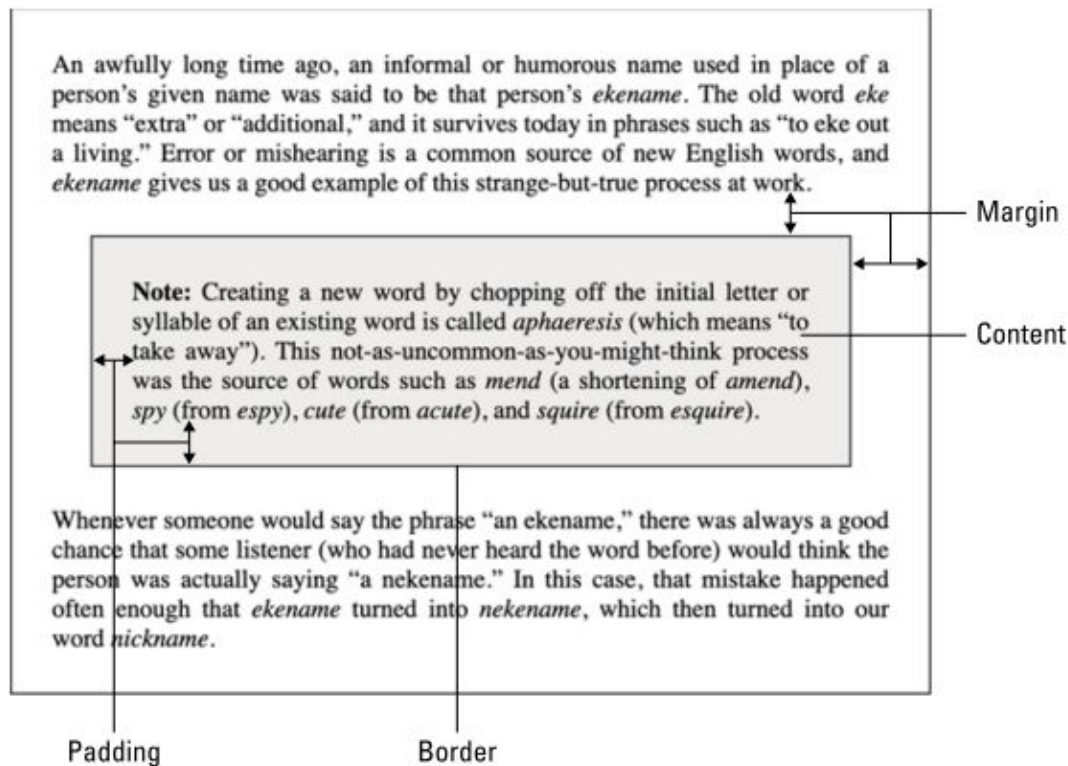 An awfully long time ago, an informal or humorous name used in place of a
person's given name was said to be that person's ekename. The old word eke
means “extra” or “additional,” and it survives today in phrases such as “to eke out
a living.” Error or mishearing is a common source of new English words, and
ekename gives us a good example of this strange-but-true process at work.
Margin
Note: Creating a new word by chopping off the initial letter or
syllable of an existing word is called aphaeresis (which means “to
take away”). This not-as-uncommon-as-you-might-think process
was the source of words such as mend (a shortening of amend),
spy (from espy), cute (from acute), and squire (from esquire).
Content
Whenever someone would say the phrase “an ekename,” there was always a good
chance that some listener (who had never heard the word before) would think the
person was actually saying “a nekename.” In this case, that mistake happened
often enough that ekename turned into nekename, which then turned into our
word nickname.
Padding
Border